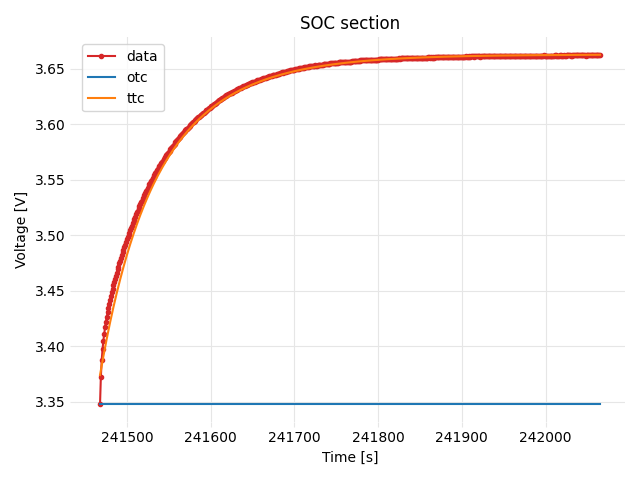 SOC section
data
otc
ttc
Voltage [V]
3.65
3.60
3.55
3.50
3.45
3.40
3.35
241500 241600 241700 241800 241900 242000
Time [s]